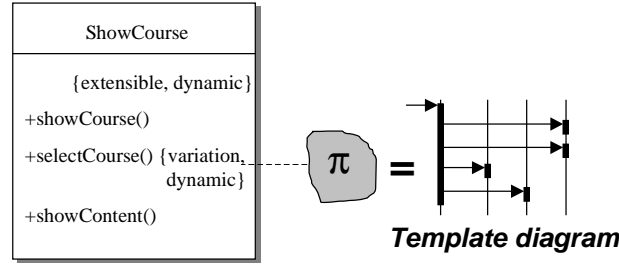 ShowCourse
{extensible, dynamic}
+showCourse()
+selectCourse() {variation,
dynamic}
+showContent()
π =
Template diagram